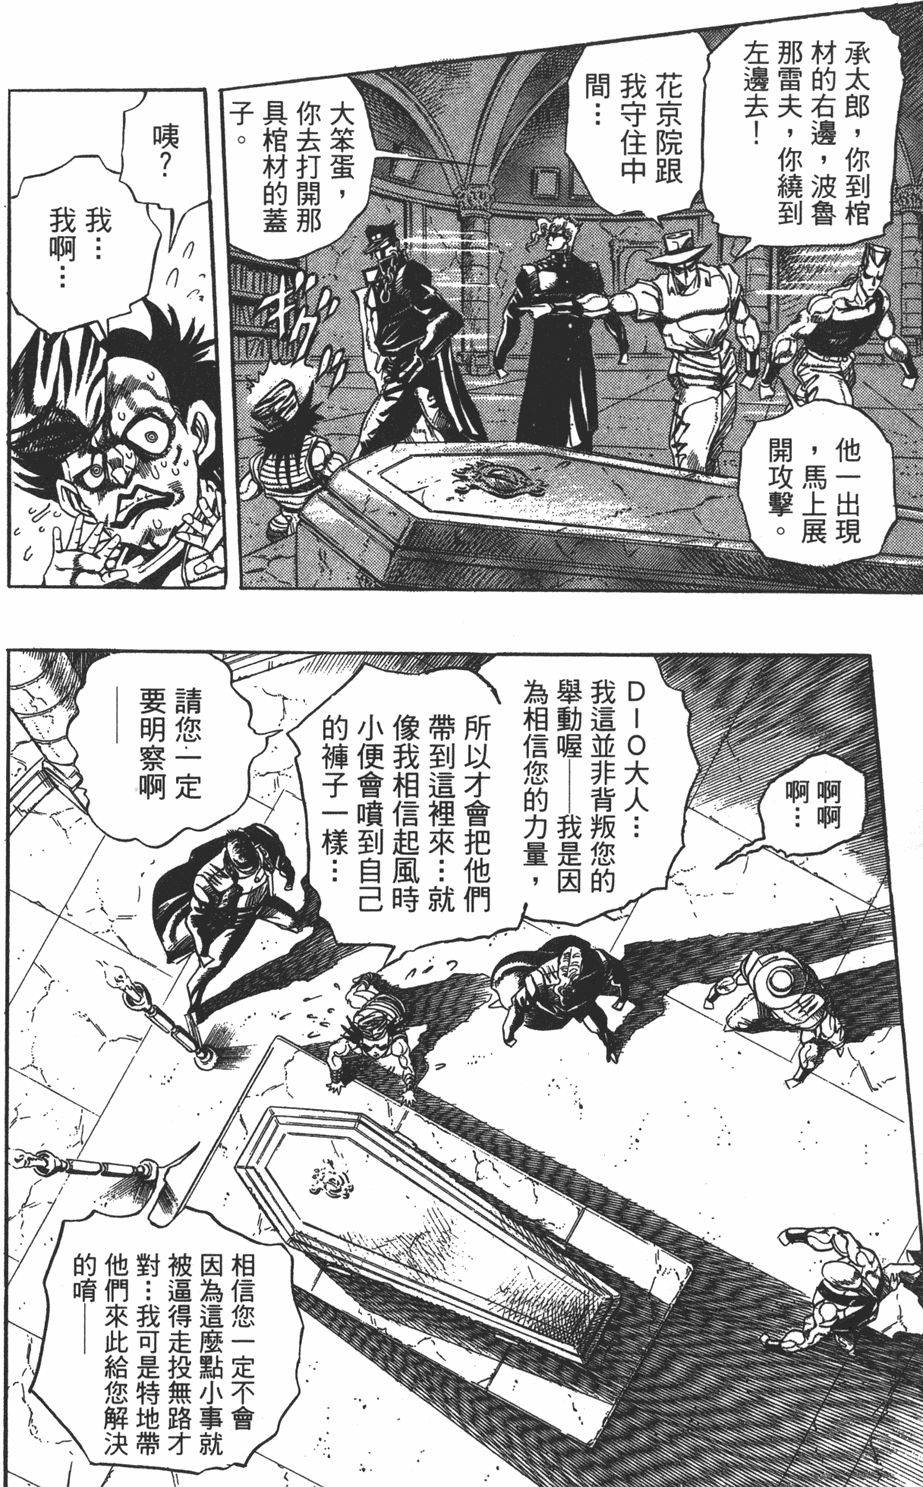 承太郎，你到棺
材的右邊，波魯
那雷夫，你繞到
左邊去！
花京院跟
我守住中
間…
大笨蛋，
你去打開那
具棺材的蓋
子。
ギグッ
他一出現
，馬上展
開攻擊。
咦？
我…
我啊…
啊啊
啊…
DIO大人…
我這並非背叛您的
舉動喔——我是因
為相信您的力量，
所以才會把他們
帶到這裡來…就
像我相信起風時
小便會噴到自己
的褲子一樣…
請您一定
要明察啊
——
相信您一定不會
因為這麼點小事就
被逼得走投無路才
對…我可是特地帶
他們來此給您解決
的唷——